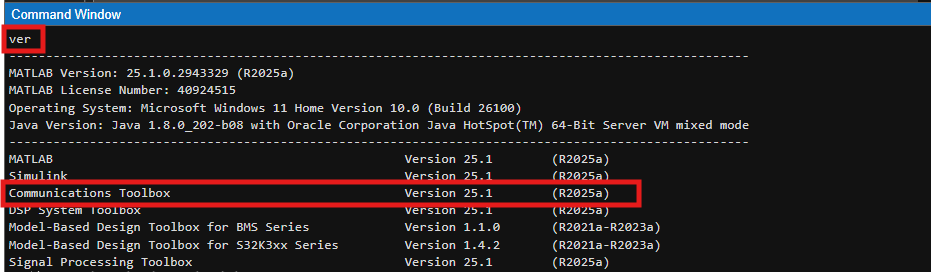 Command Window
ver
-----------------------------------------------------------------------------------------------------
MATLAB Version: 25.1.0.2943329 (R2025a)
MATLAB License Number: 40924515
Operating System: Microsoft Windows 11 Home Version 10.0 (Build 26100)
Java Version: Java 1.8.0_202-b08 with Oracle Corporation Java HotSpot(TM) 64-Bit Server VM mixed mode
-----------------------------------------------------------------------------------------------------
MATLAB Version 25.1 (R2025a)
Simulink Version 25.1 (R2025a)
Communications Toolbox Version 25.1 (R2025a)
DSP System Toolbox Version 25.1 (R2025a)
Model-Based Design Toolbox for BMS Series Version 1.1.0 (R2021a-R2023a)
Model-Based Design Toolbox for S32K3xx Series Version 1.4.2 (R2021a-R2023a)
Signal Processing Toolbox Version 25.1 (R2025a)